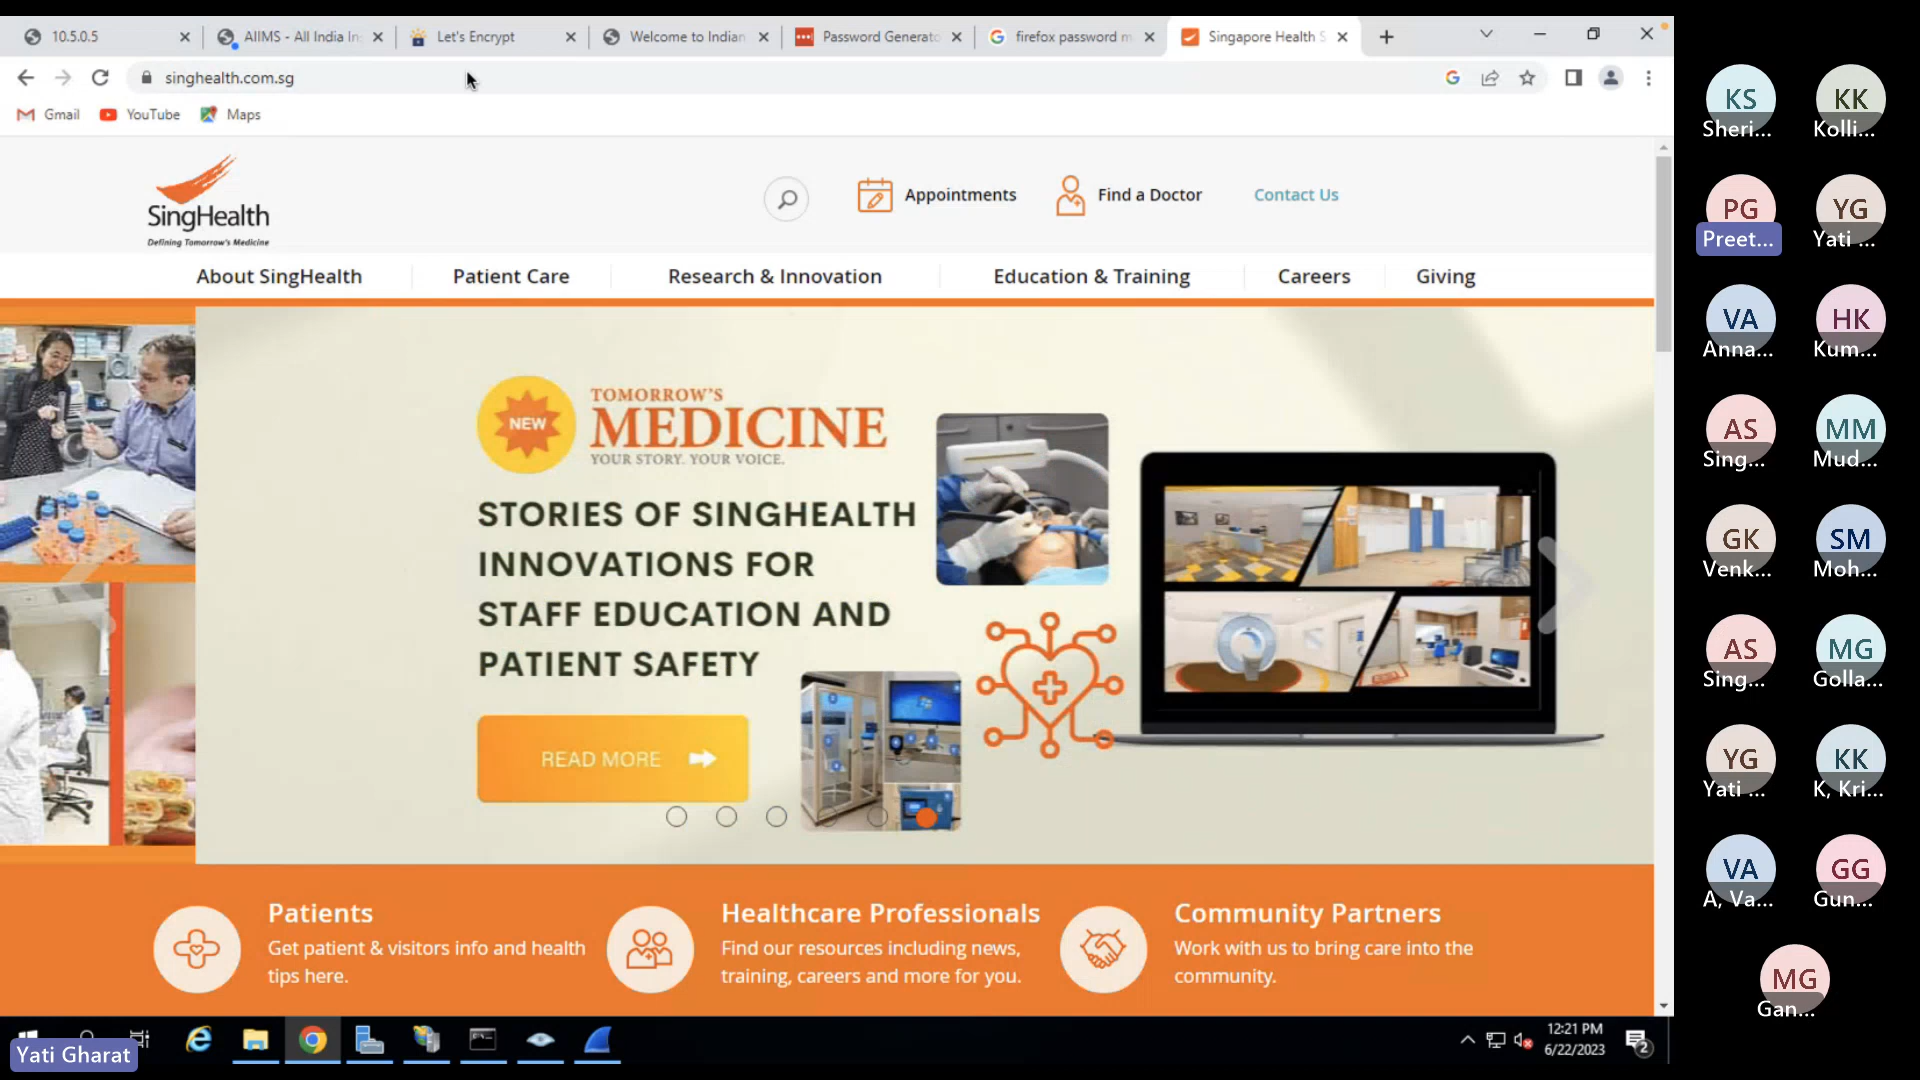 10.5.0.5
AIIMS - All India In
Let's Encrypt
Welcome to Indian
Password Generato
firefox password m
Singapore Health S
singhealth.com.sg
Gmail
YouTube
Maps
SingHealth
Defining Tomorrow's Medicine
Appointments
Find a Doctor
Contact Us
About SingHealth
Patient Care
Research & Innovation
Education & Training
Careers
Giving
NEW
TOMORROW'S
MEDICINE
YOUR STORY. YOUR VOICE.
STORIES OF SINGHEALTH
INNOVATIONS FOR
STAFF EDUCATION AND
PATIENT SAFETY
READ MORE
Patients
Get patient & visitors info and health
tips here.
Healthcare Professionals
Find our resources including news,
training, careers and more for you.
Community Partners
Work with us to bring care into the
community.
12:21 PM
6/22/2023
2
Yati Gharat
KS
Sheri...
KK
Kolli...
PG
Preet...
YG
Yati ...
VA
Anna...
HK
Kum...
AS
Sing...
MM
Mud...
GK
Venk...
SM
Moh...
AS
Sing...
MG
Golla...
YG
Yati ...
KK
K, Kri...
VA
A, Va...
GG
Gun...
MG
Gan...